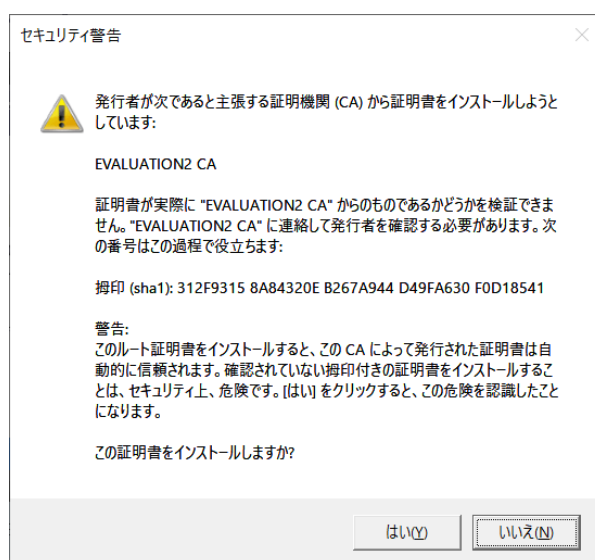 セキュリティ警告
発行者が次であると主張する証明機関 (CA) から証明書をインストールしようと
しています:
EVALUATION2 CA
証明書が実際に "EVALUATION2 CA" からのものであるかどうかを検証できま
せん。"EVALUATION2 CA" に連絡して発行者を確認する必要があります。次
の番号はこの過程で役立ちます:
拇印 (sha1): 312F9315 8A84320E B267A944 D49FA630 F0D18541
警告:
このルート証明書をインストールすると、この CA によって発行された証明書は自
動的に信頼されます。確認されていない拇印付きの証明書をインストールするこ
とは、セキュリティ上、危険です。[はい] をクリックすると、この危険を認識したこと
になります。
この証明書をインストールしますか?
はい(Y)
いいえ(N)